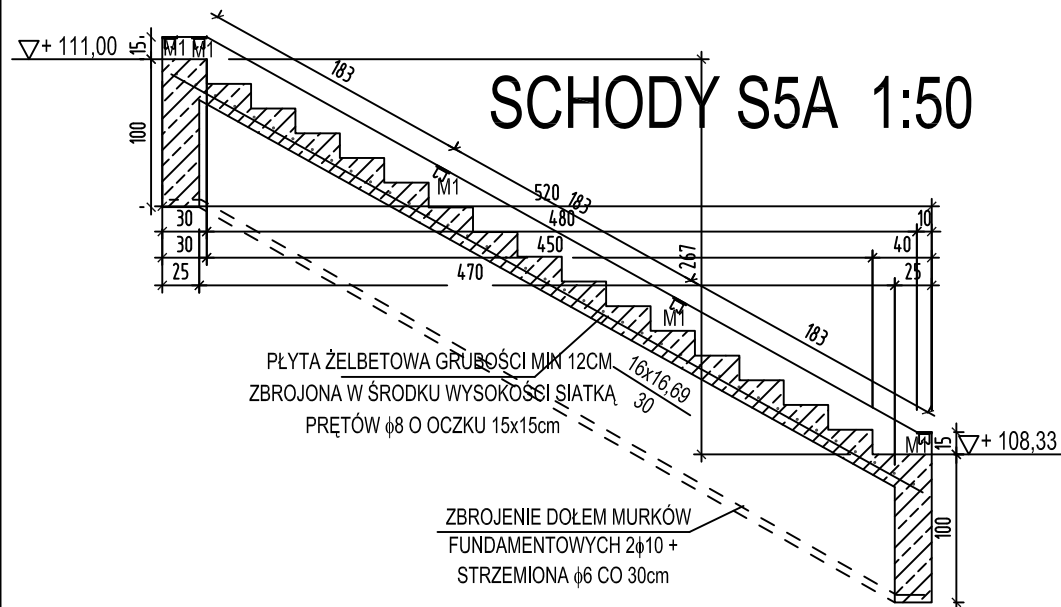 + 111,00
15
M1 M1
183
SCHODY S5A 1:50
100
M1
520
183
30
480
10
30
450
40
267
25
470
25
M1
183
PŁYTA ŻELBETOWA GRUBOŚCI MIN 12CM
ZBROJONA W ŚRODKU WYSOKOŚCI SIATKĄ
PRĘTÓW ϕ8 O OCZKU 15x15cm
16x16,69
30
M1
15
+ 108,33
100
ZBROJENIE DOŁEM MURKÓW
FUNDAMENTOWYCH 2ϕ10 +
STRZEMIONA ϕ6 CO 30cm